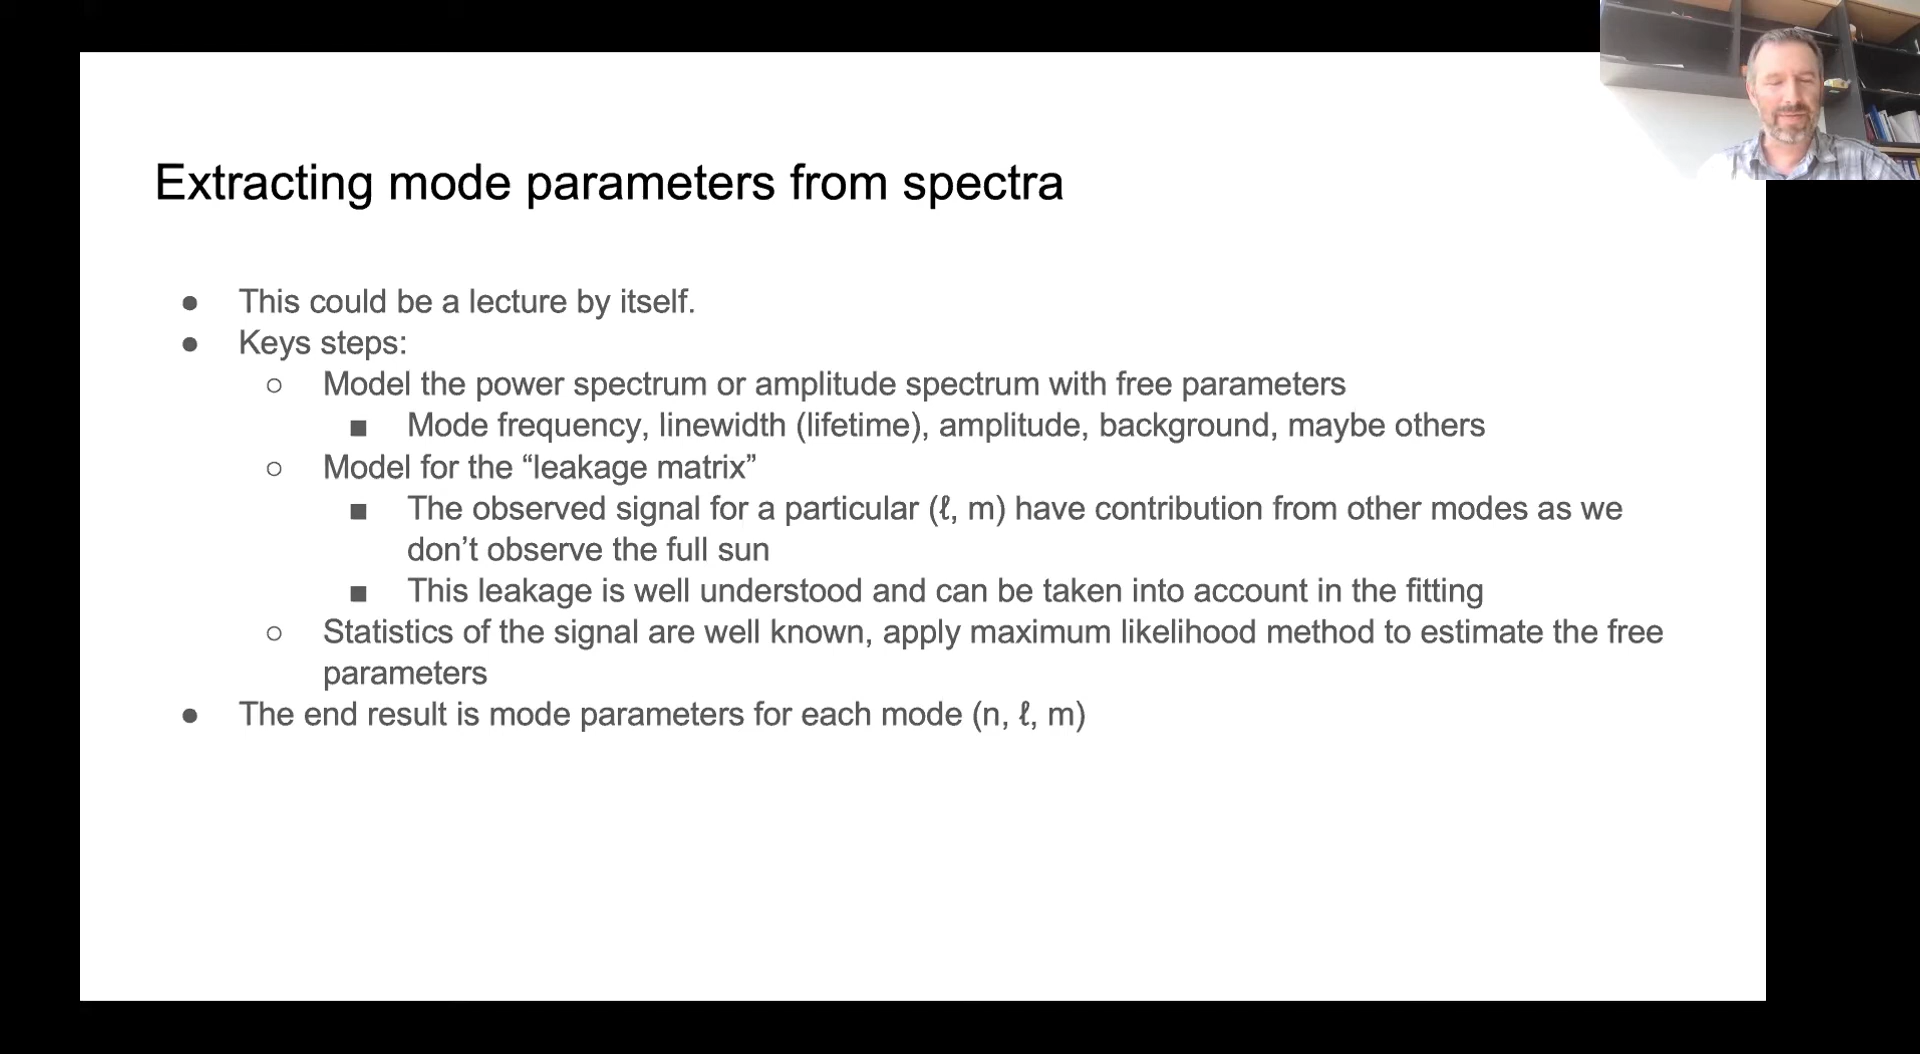 Extracting mode parameters from spectra
● This could be a lecture by itself.
● Keys steps:
○ Model the power spectrum or amplitude spectrum with free parameters
■ Mode frequency, linewidth (lifetime), amplitude, background, maybe others
○ Model for the “leakage matrix”
■ The observed signal for a particular (ℓ, m) have contribution from other modes as we
don’t observe the full sun
■ This leakage is well understood and can be taken into account in the fitting
○ Statistics of the signal are well known, apply maximum likelihood method to estimate the free
parameters
● The end result is mode parameters for each mode (n, ℓ, m)